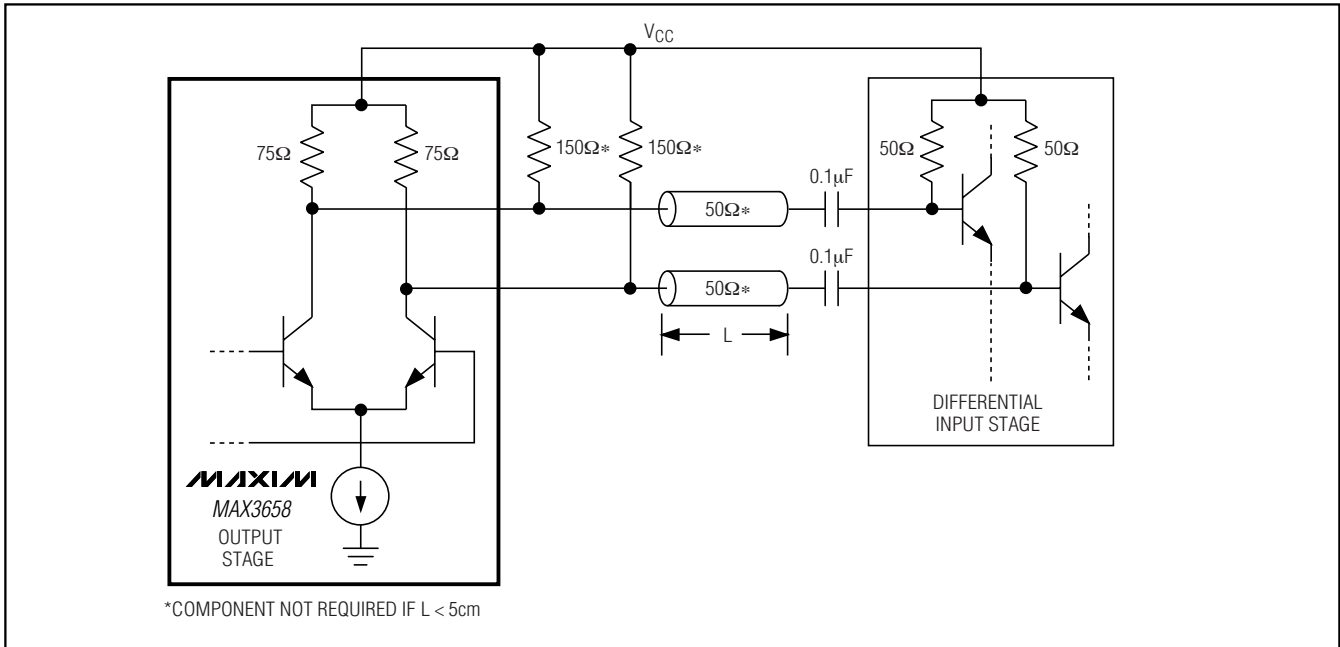 VCC
75Ω
75Ω
150Ω*
150Ω*
50Ω
50Ω
0.1μF
50Ω*
0.1μF
50Ω*
L
DIFFERENTIAL
INPUT STAGE
MAXIM
MAX3658
OUTPUT
STAGE
*COMPONENT NOT REQUIRED IF L < 5cm